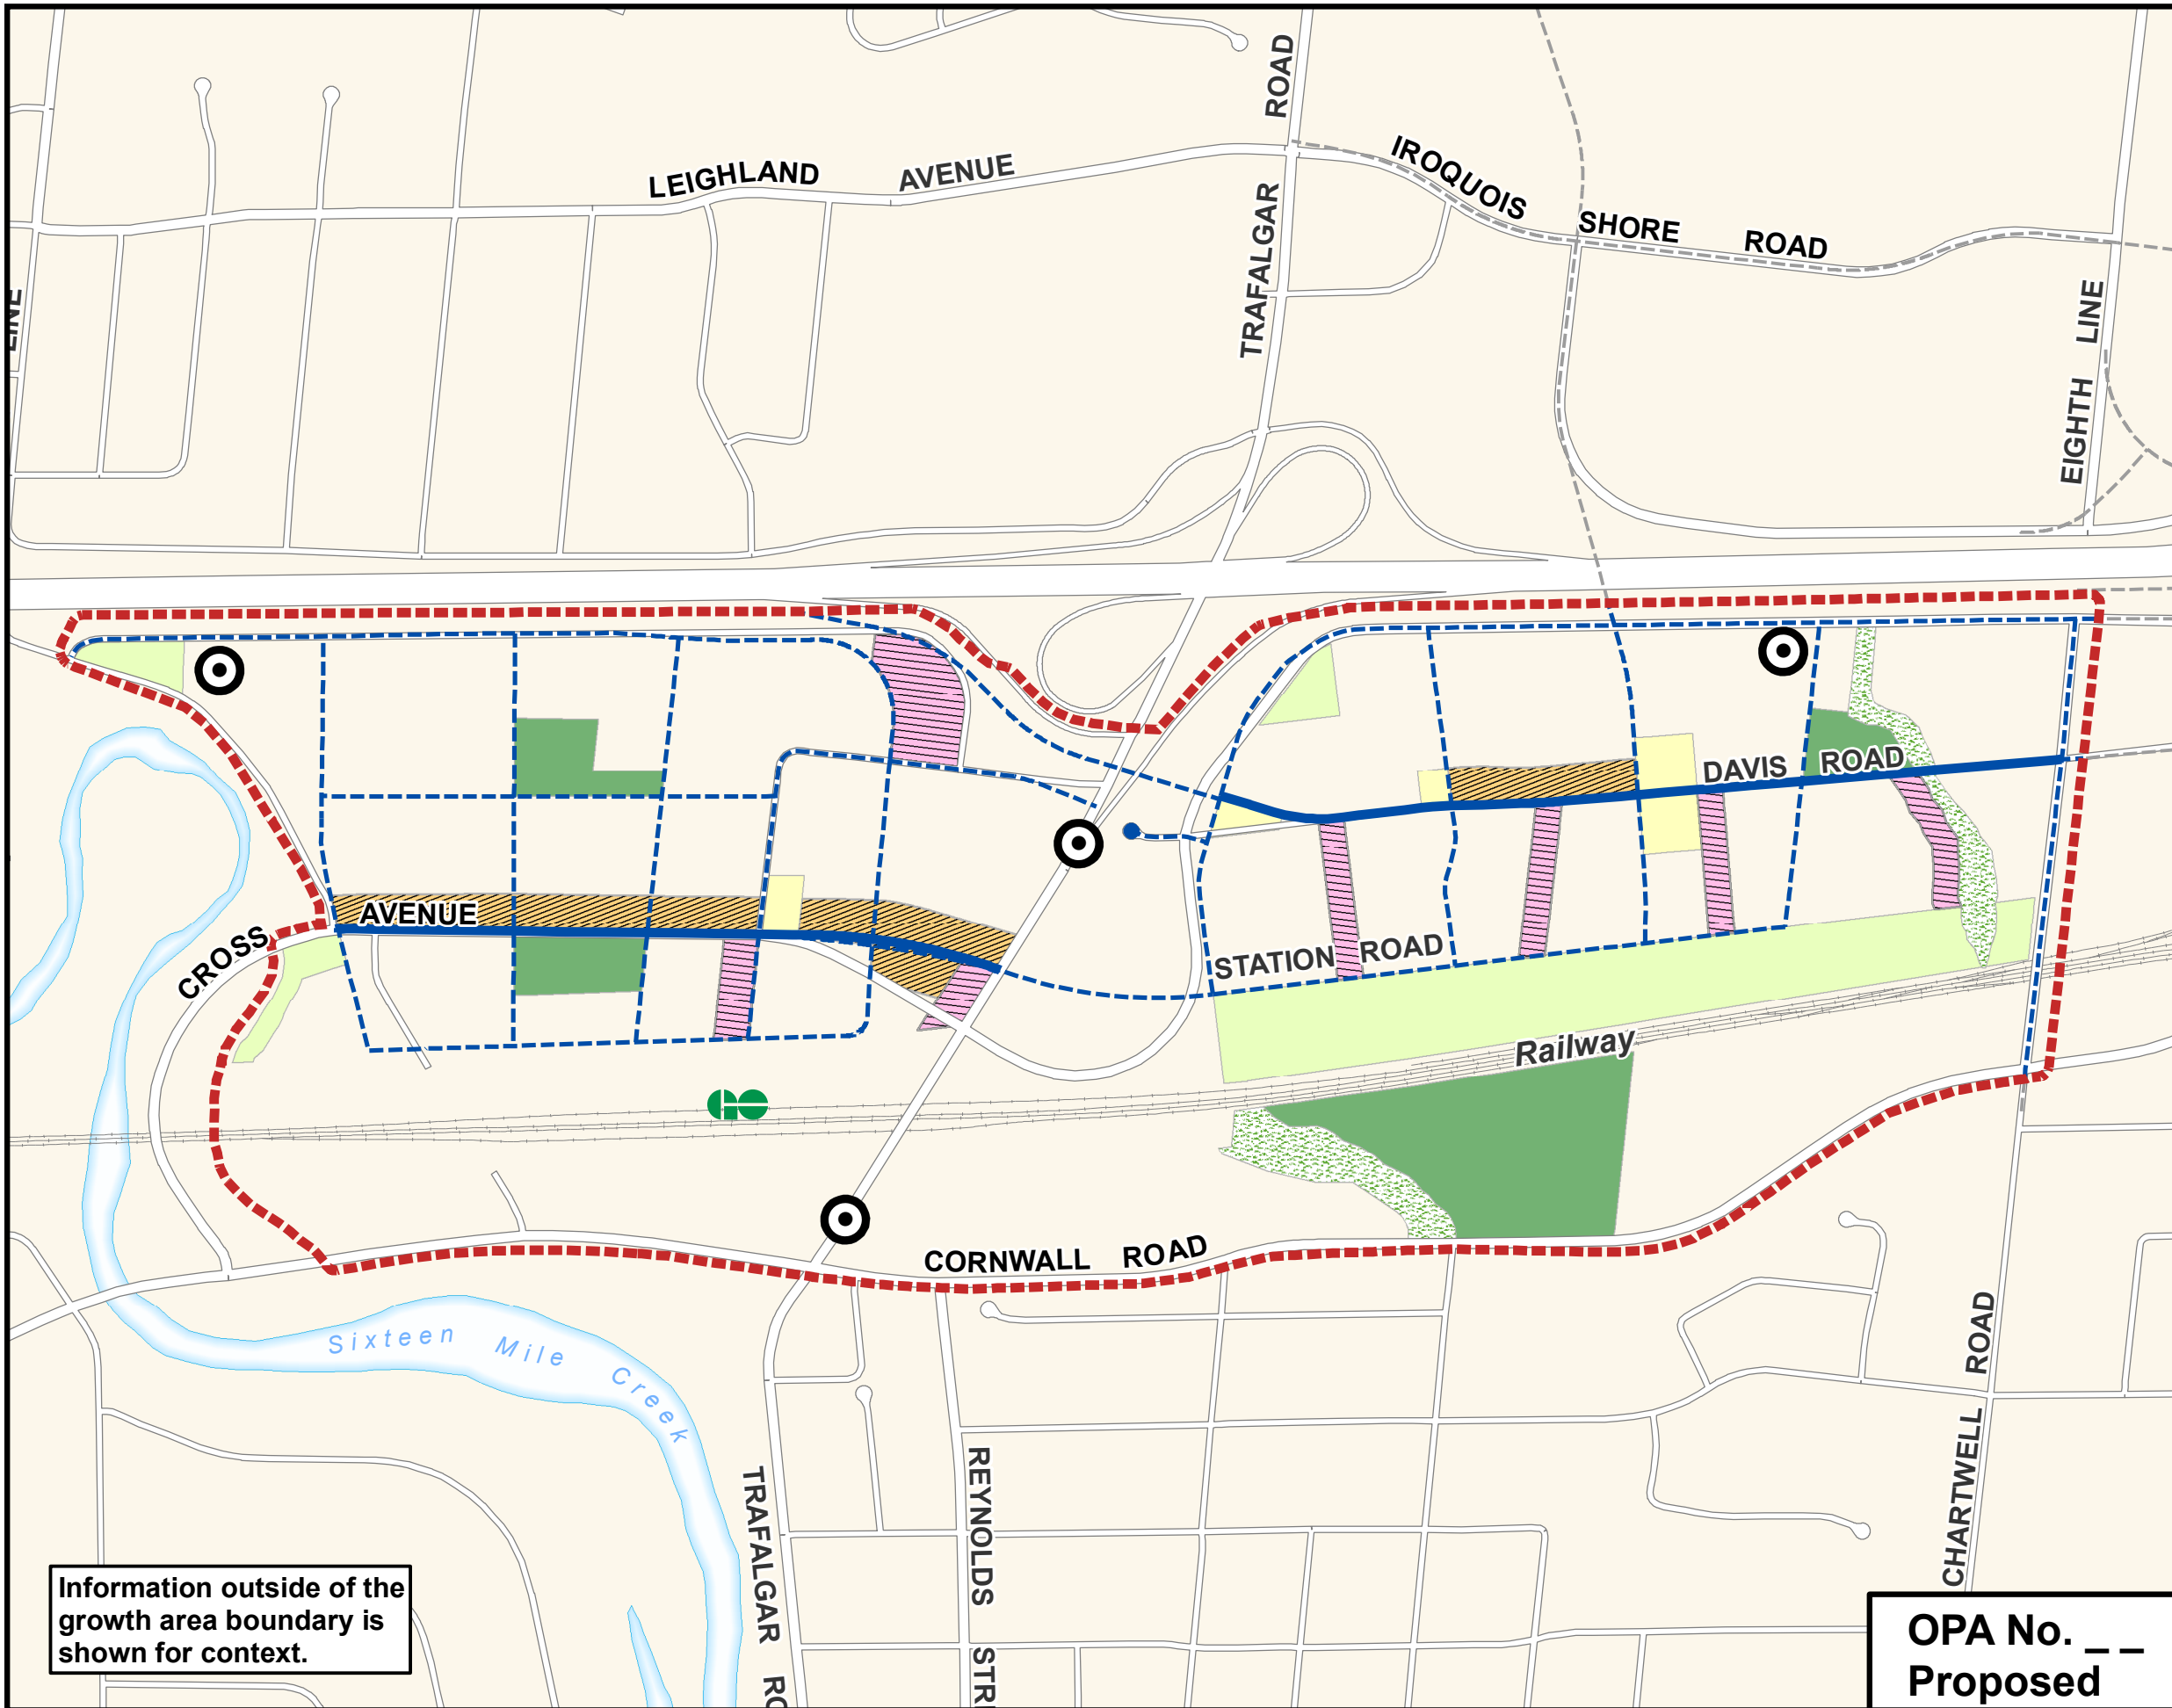 ROAD
LEIGHLAND AVENUE
IROQUOIS SHORE ROAD
TRAFALGAR
LINE
EIGHTH LINE
DAVIS ROAD
AVENUE
CROSS
STATION ROAD
Railway
CORNWALL ROAD
Sixteen Mile Creek
CHARTWELL ROAD
TRAFALGAR
REYNOLDS
Information outside of the
growth area boundary is
shown for context.
OPA No. _ _
Proposed